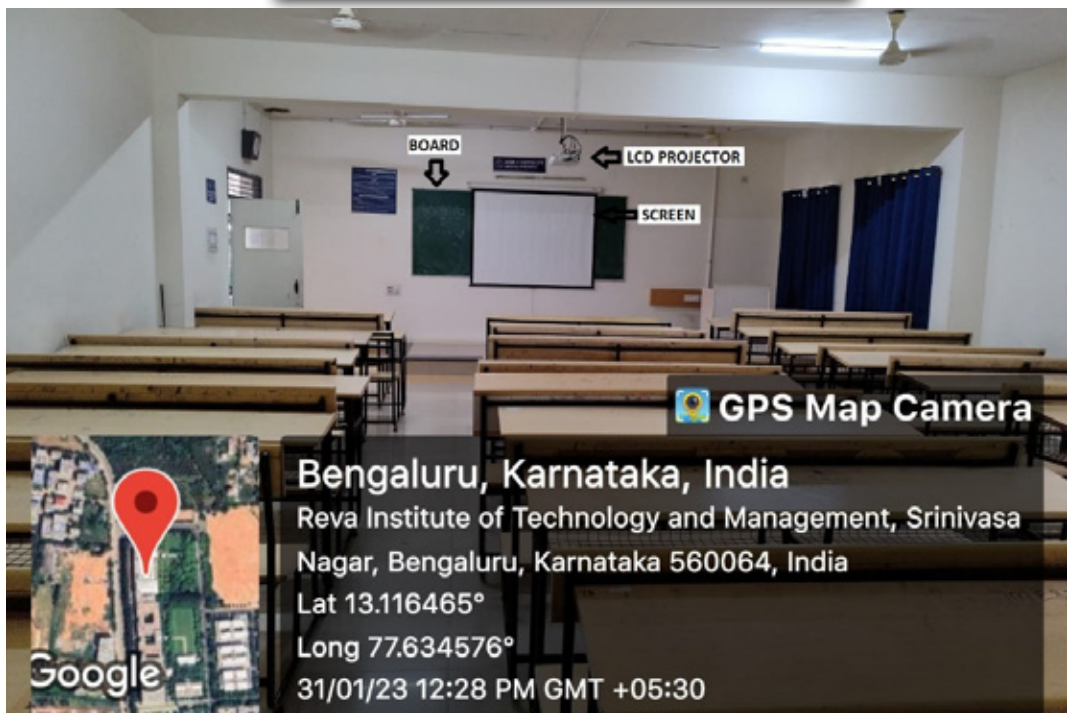 BOARD
LCD PROJECTOR
SCREEN
GPS Map Camera
Bengaluru, Karnataka, India
Reva Institute of Technology and Management, Srinivasa
Nagar, Bengaluru, Karnataka 560064, India
Lat 13.116465°
Long 77.634576°
31/01/23 12:28 PM GMT +05:30
Google